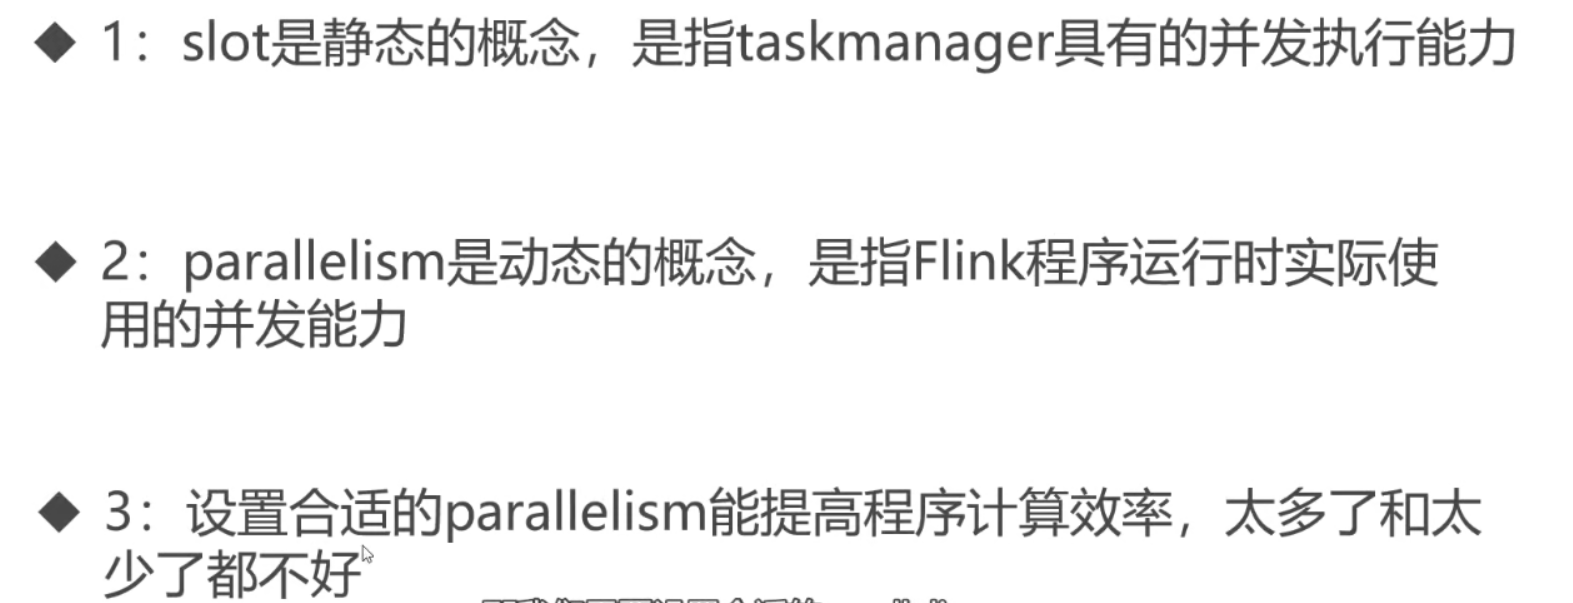 ◆ 1：slot是静态的概念，是指taskmanager具有的并发执行能力
◆ 2：parallelism是动态的概念，是指Flink程序运行时实际使
用的并发能力
◆ 3：设置合适的parallelism能提高程序计算效率，太多了和太
少了都不好